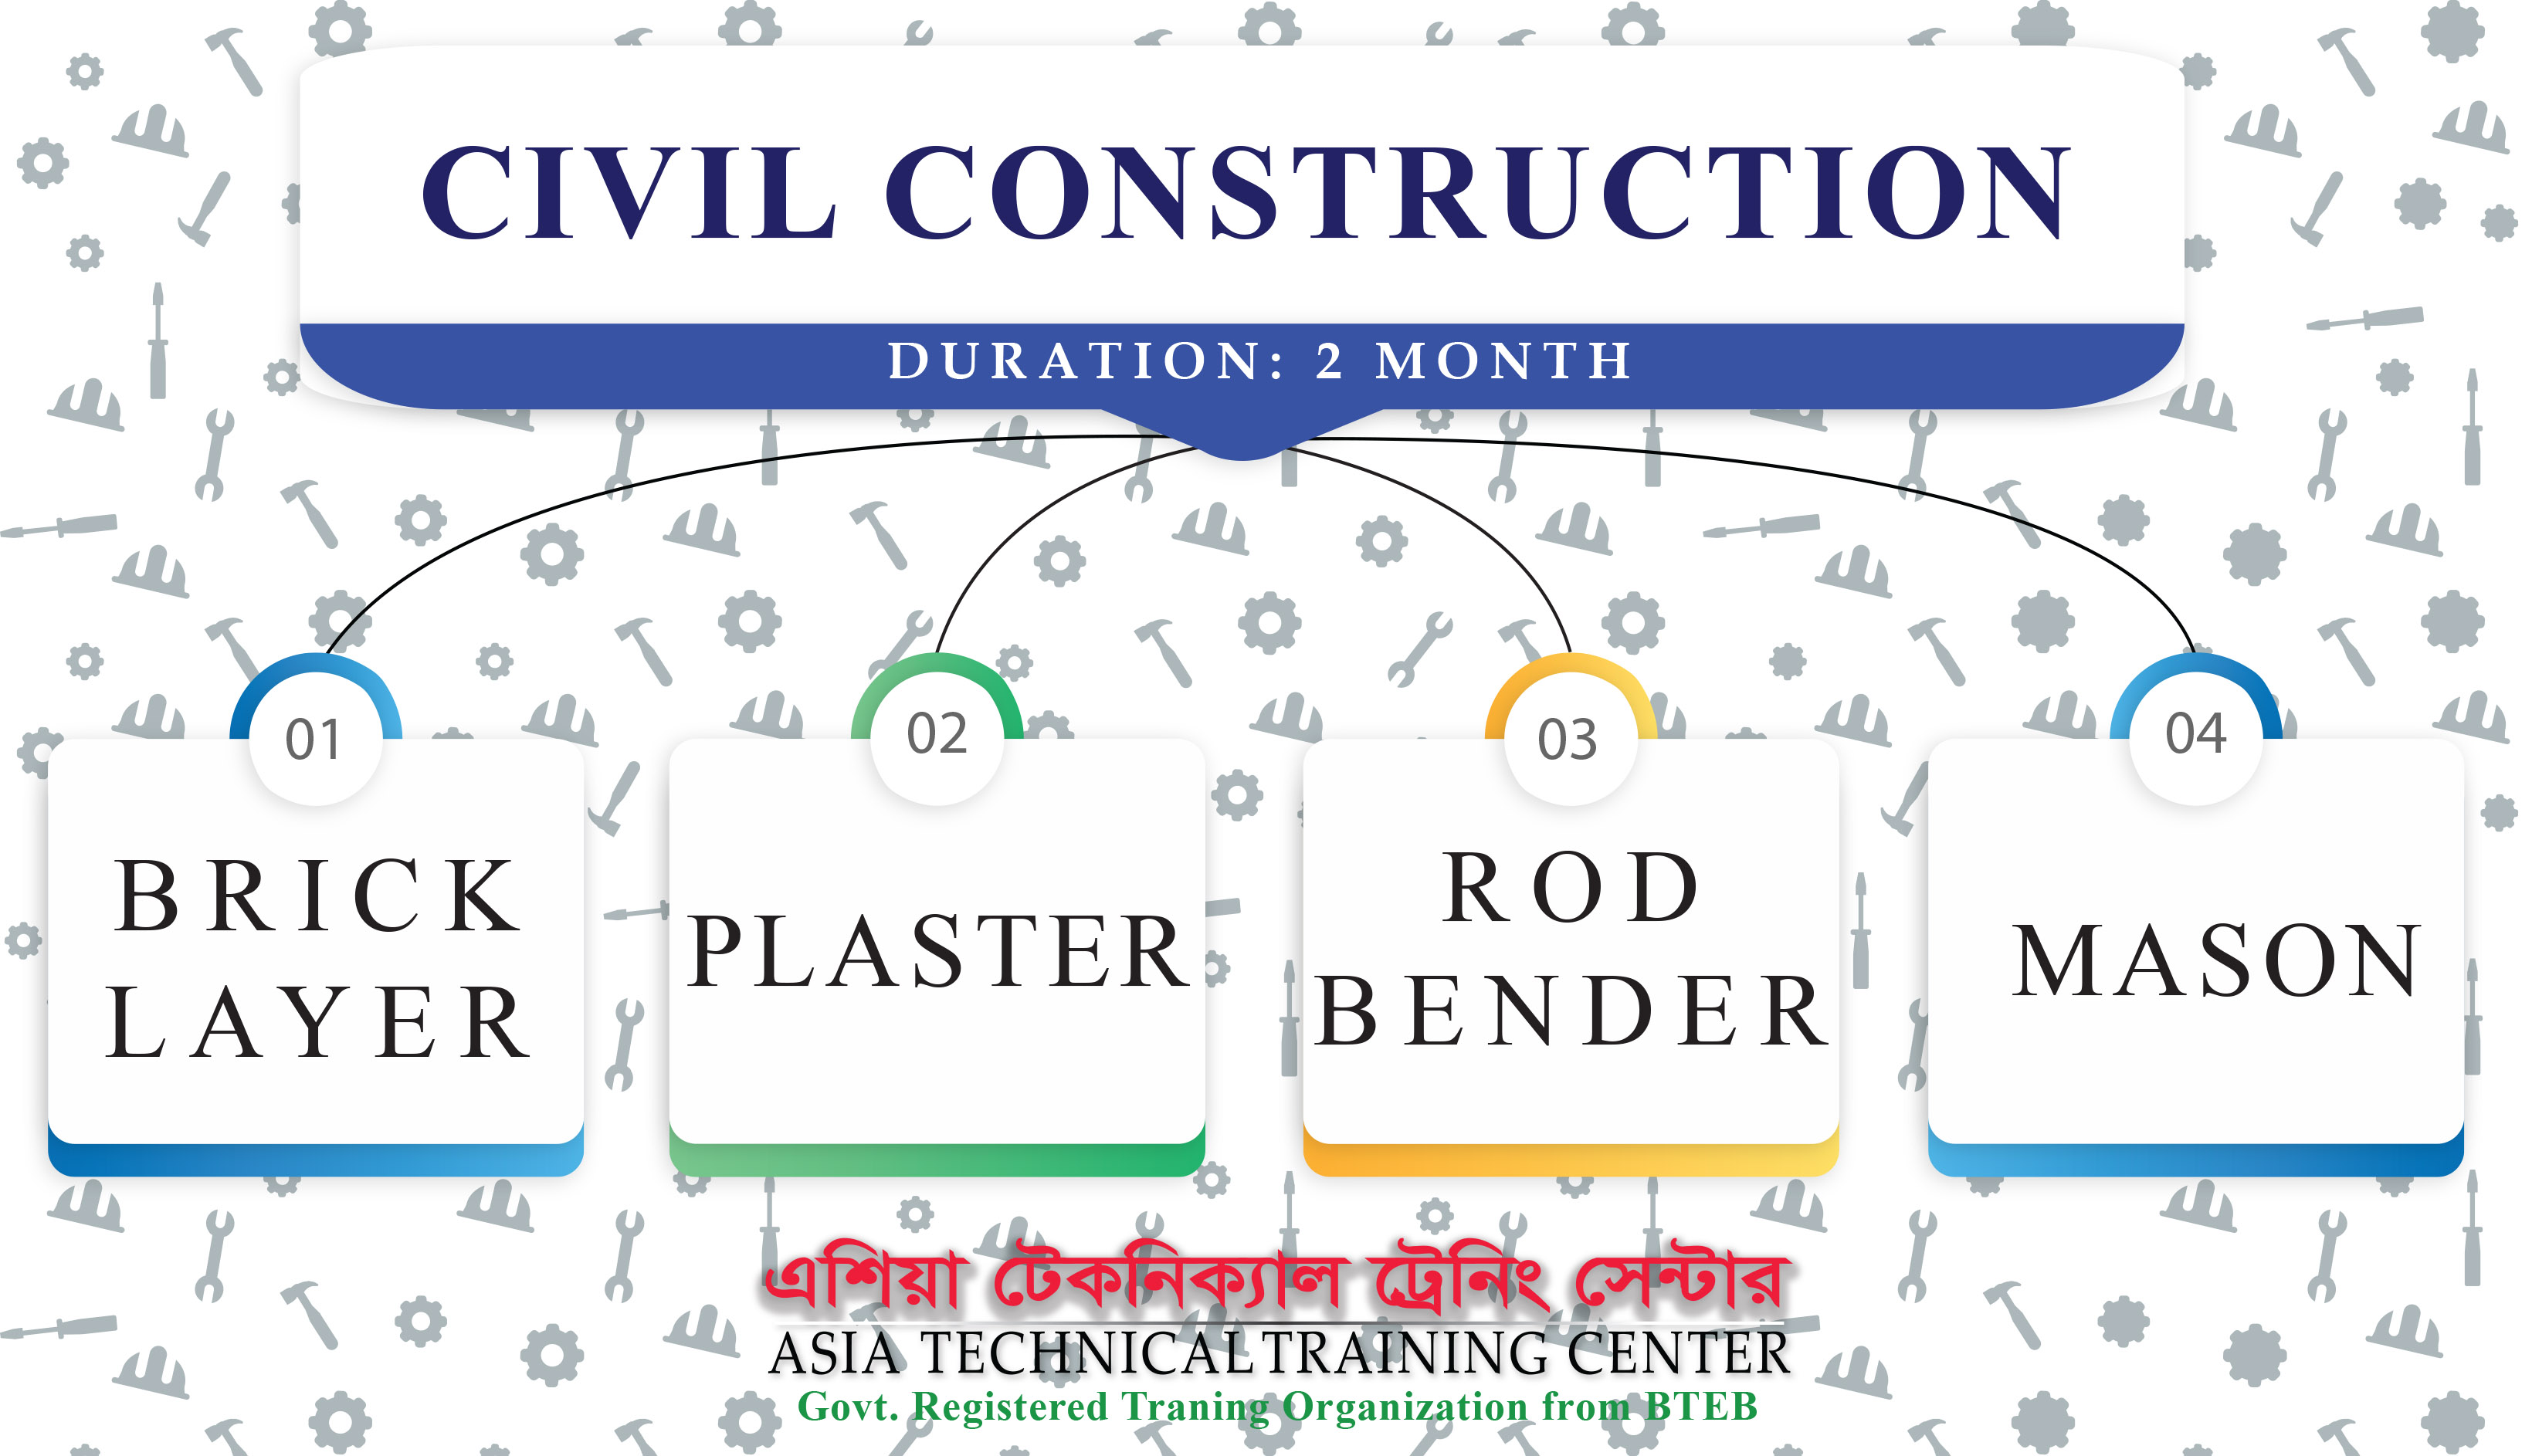 CIVIL CONSTRUCTION
DURATION: 2 MONTH
01
BRICK
LAYER
02
PLASTER
03
ROD
BENDER
04
MASON
এশিয়া টেকনিক্যাল ট্রেনিং সেন্টার
ASIA TECHNICAL TRAINING CENTER
Govt. Registered Traning Organization from BTEB